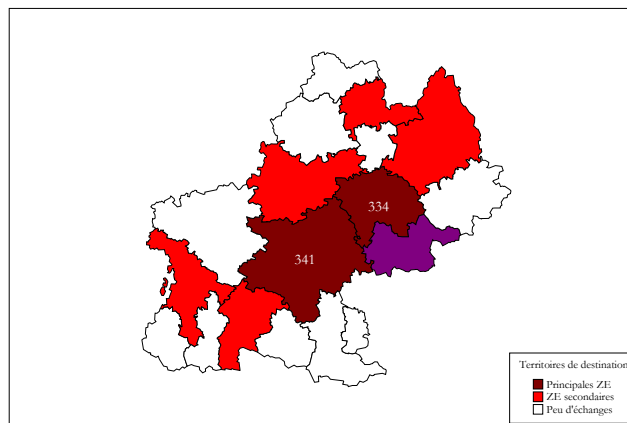 334
341
Territoires de destination
Principales ZE
ZE secondaires
Peu d'échanges